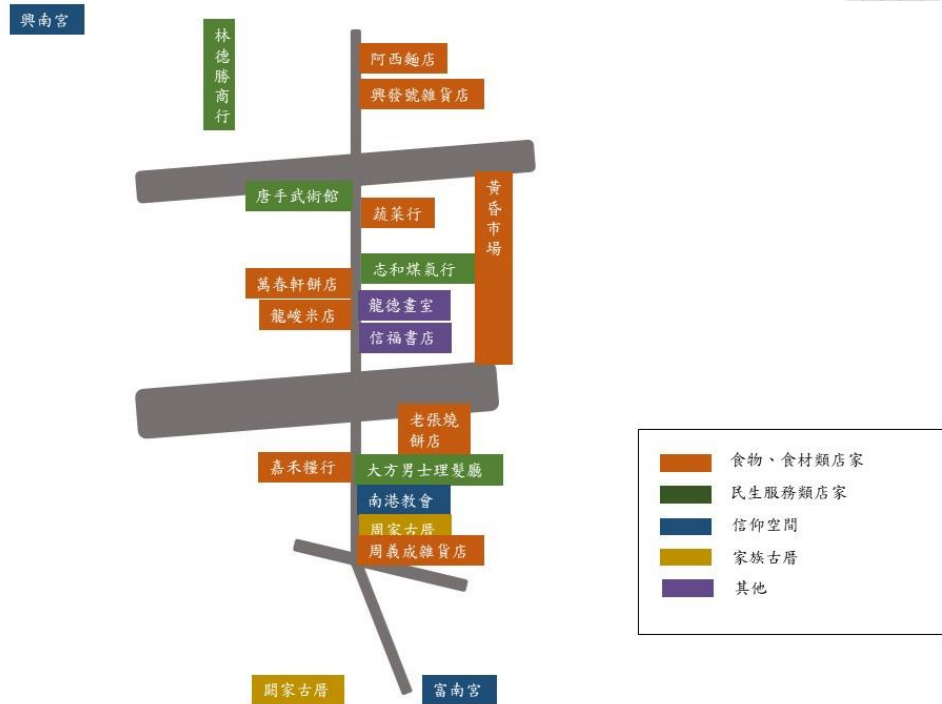 興南宮
林德勝商行
阿西麵店
興發號雜貨店
唐手武術館
蔬菜行
黃昏市場
志和煤氣行
萬春軒餅店
龍德畫室
龍峻米店
信福書店
老張燒
餅店
嘉禾糧行
大方男士理髮廳
南港教會
周家古厝
周義成雜貨店
闕家古厝
富南宮
食物、食材類店家
民生服務類店家
信仰空間
家族古厝
其他